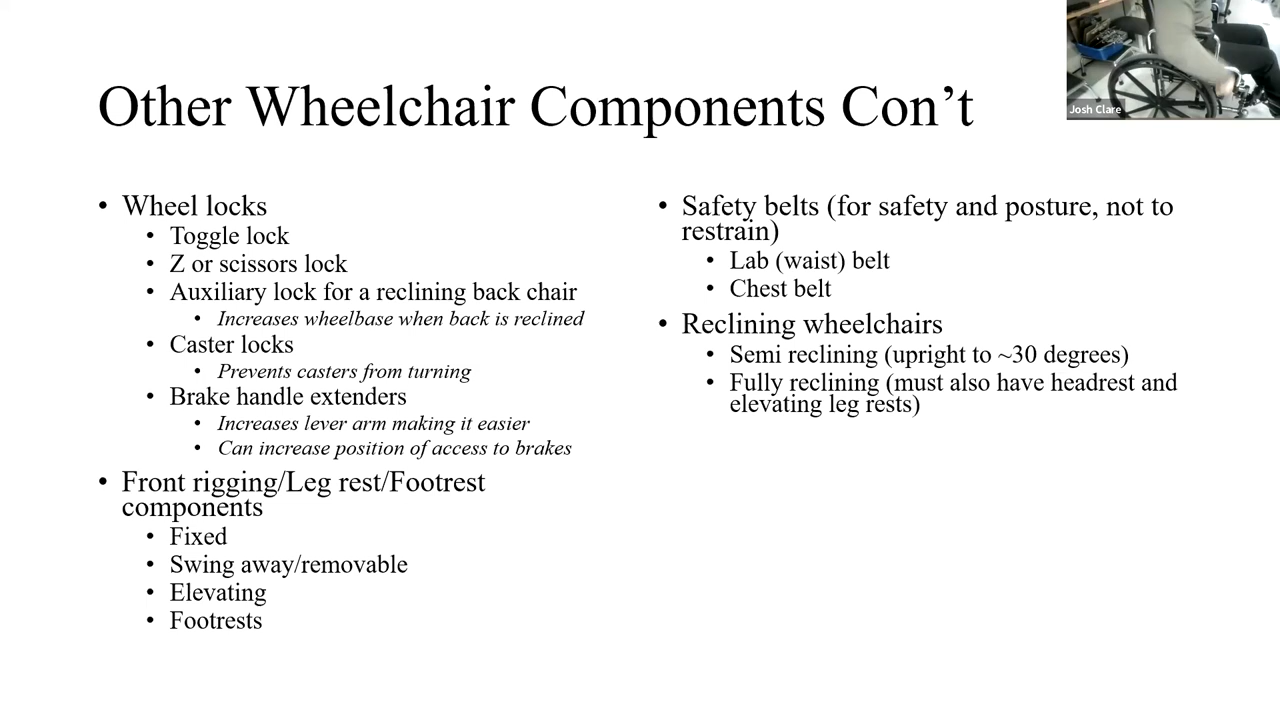 Other Wheelchair Components Con’t
Josh Clare
• Wheel locks
• Toggle lock
• Z or scissors lock
• Auxiliary lock for a reclining back chair
• Increases wheelbase when back is reclined
• Caster locks
• Prevents casters from turning
• Brake handle extenders
• Increases lever arm making it easier
• Can increase position of access to brakes
• Front rigging/Leg rest/Footrest
components
• Fixed
• Swing away/removable
• Elevating
• Footrests
• Safety belts (for safety and posture, not to
restrain)
• Lab (waist) belt
• Chest belt
• Reclining wheelchairs
• Semi reclining (upright to ~30 degrees)
• Fully reclining (must also have headrest and
elevating leg rests)